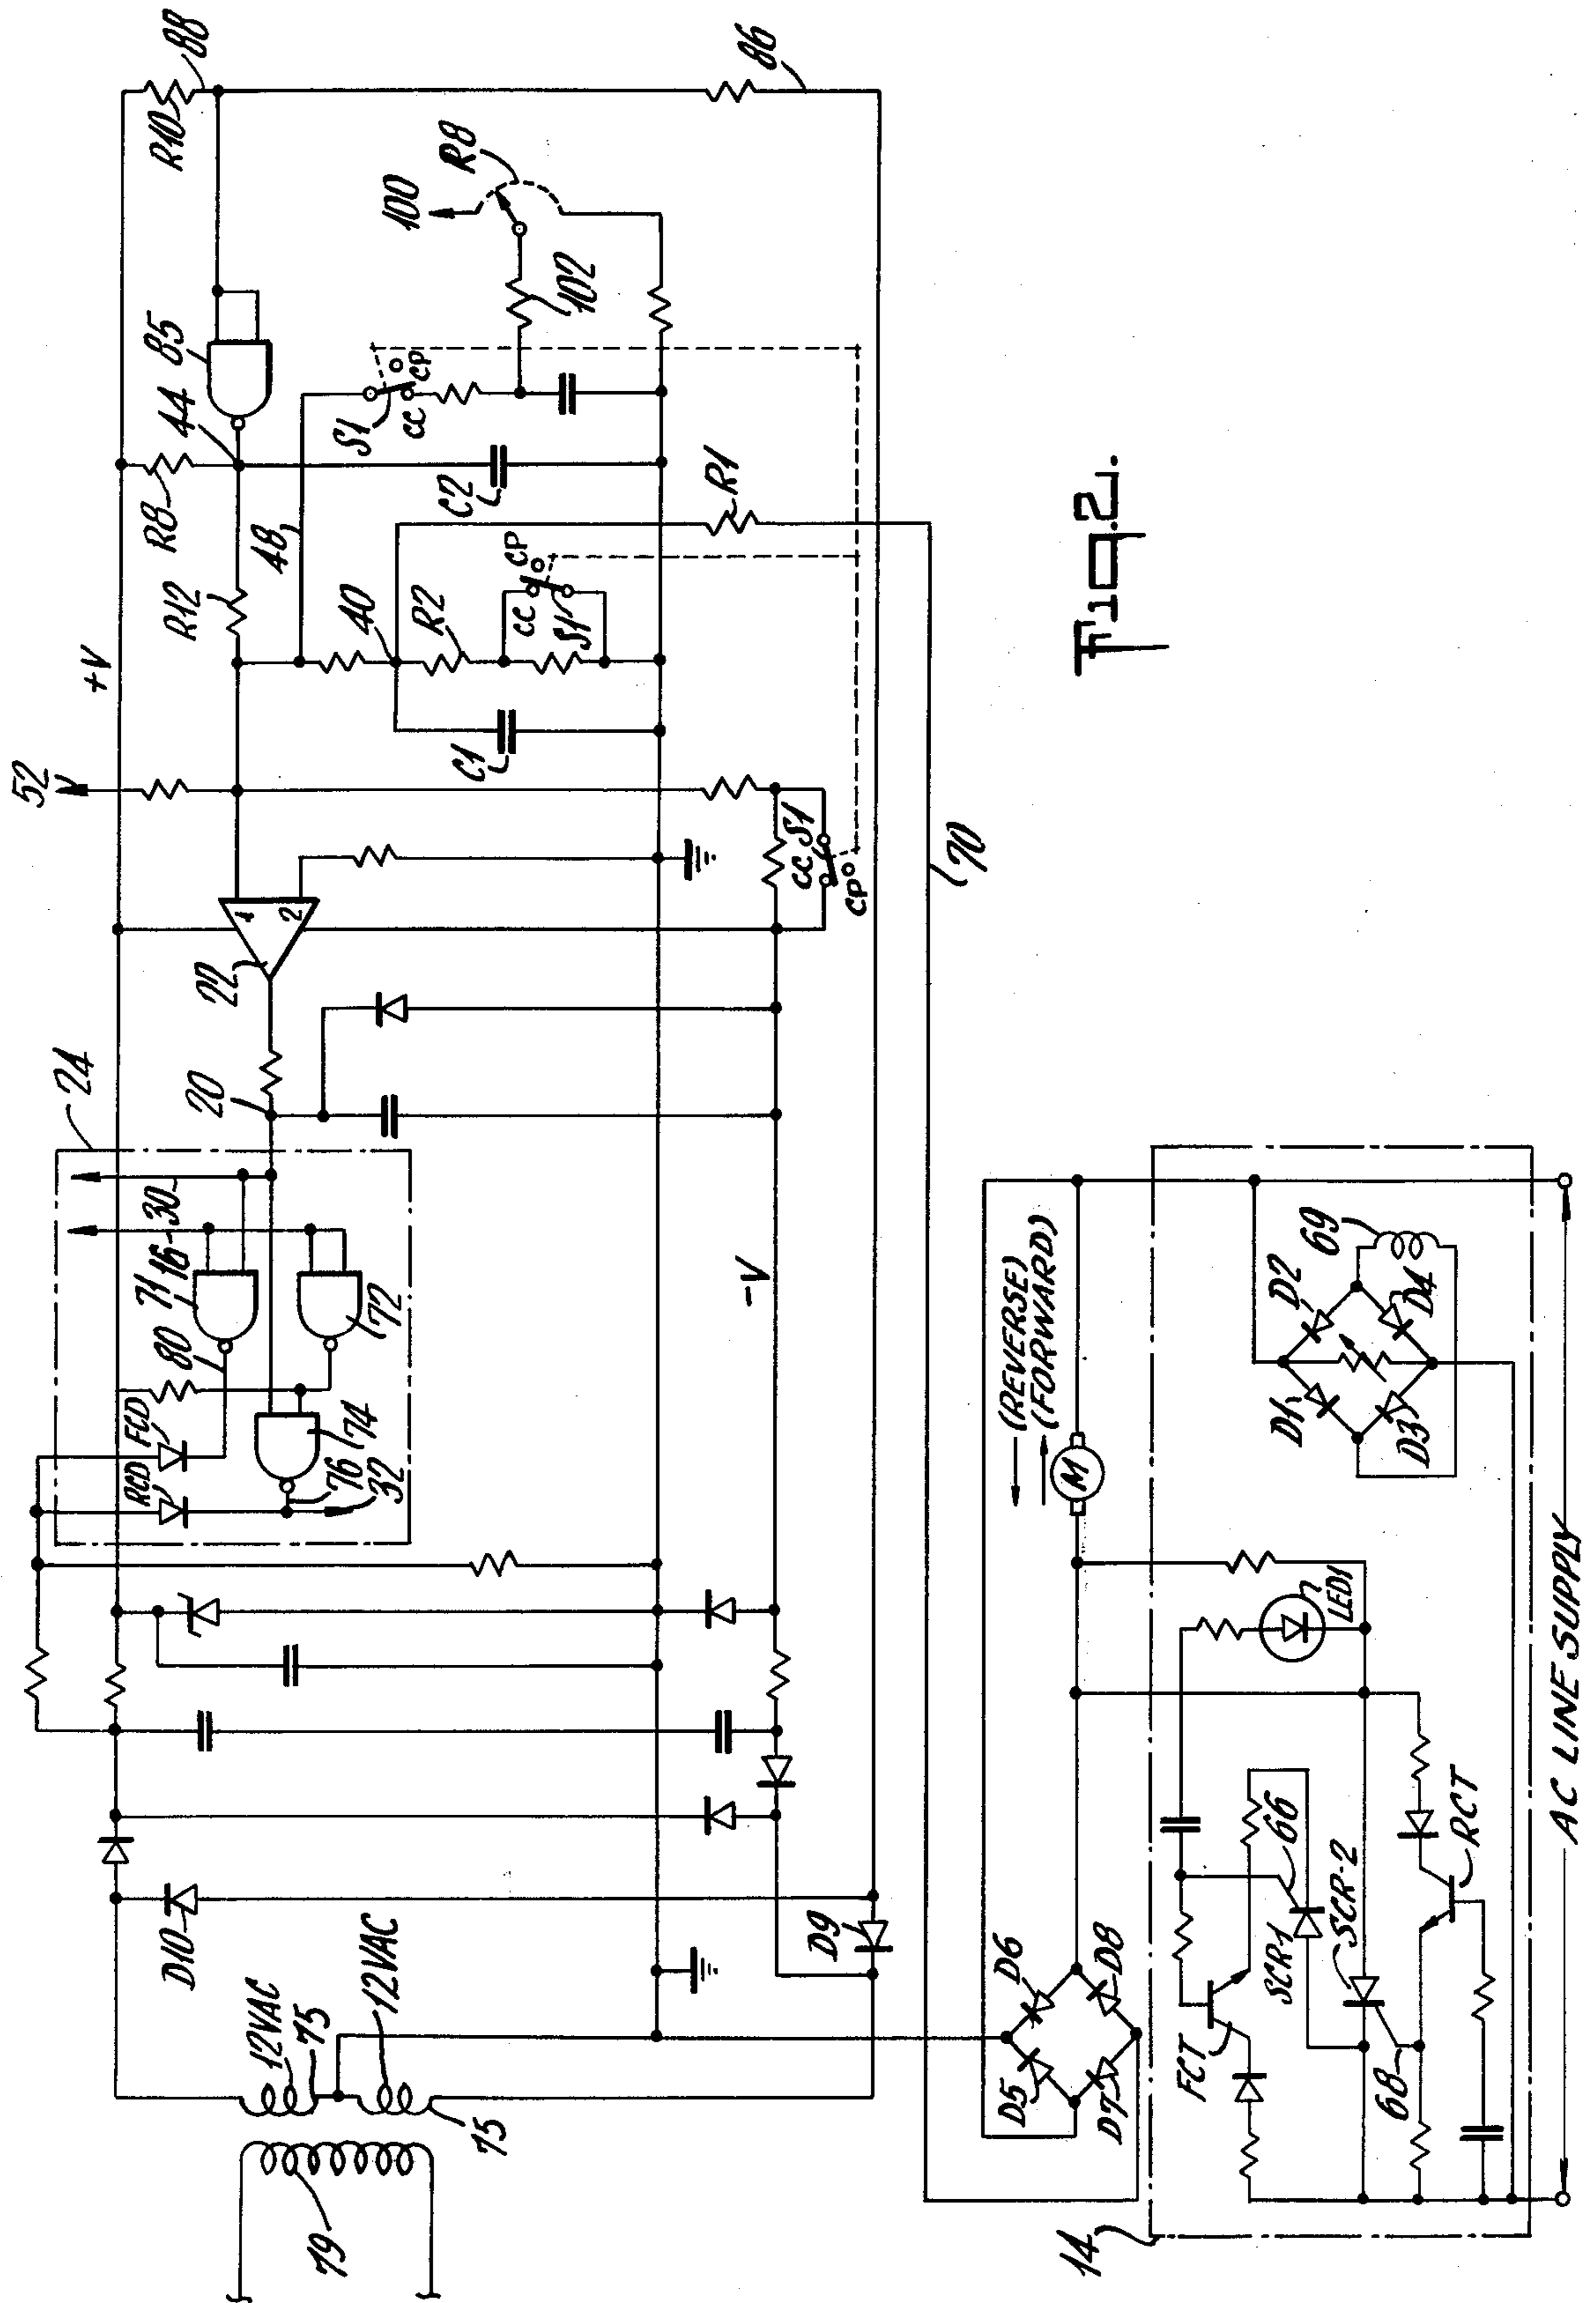 88
R10
86
R8
100
102
85
44
S1
CC
CP
R8
C2
R1
48
CP
CC
S1
R12
40
R2
+V
C1
52
70
S1
CC
CP
1
2
22
20
24
30
16
71
72
80
-V
FCD
RCD
74
76
32
(REVERSE)
(FORWARD)
M
69
D2
D4
D1
D3
LED1
D10
D9
12VAC
75
12VAC
75
79
D6
D8
D5
D7
FCT
SCR1
66
SCR-2
68
RCT
14
AC LINE SUPPLY
FIG.2.